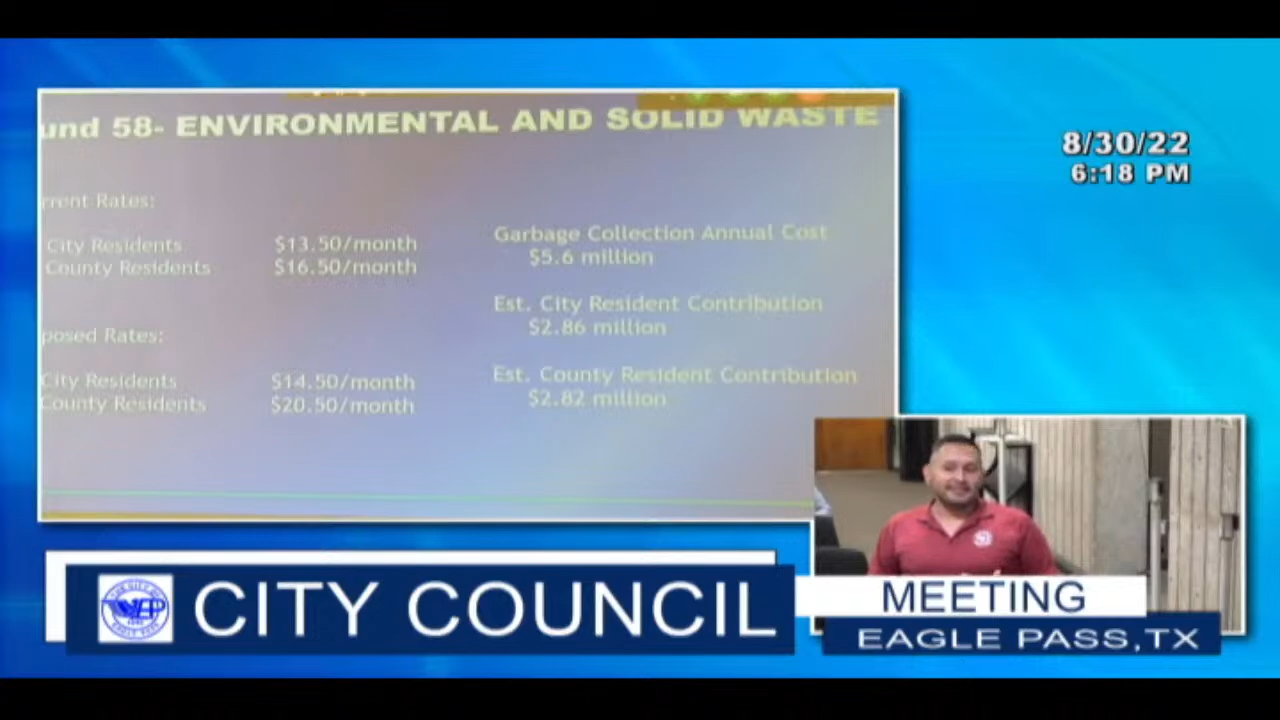 und 58- ENVIRONMENTAL AND SOLID WASTE
8/30/22
6:18 PM
rrent Rates:
City Residents $13.50/month
County Residents $16.50/month
posed Rates:
City Residents $14.50/month
County Residents $20.50/month
Garbage Collection Annual Cost
$5.6 million
Est. City Resident Contribution
$2.86 million
Est. County Resident Contribution
$2.82 million
CITY COUNCIL
MEETING
EAGLE PASS,TX